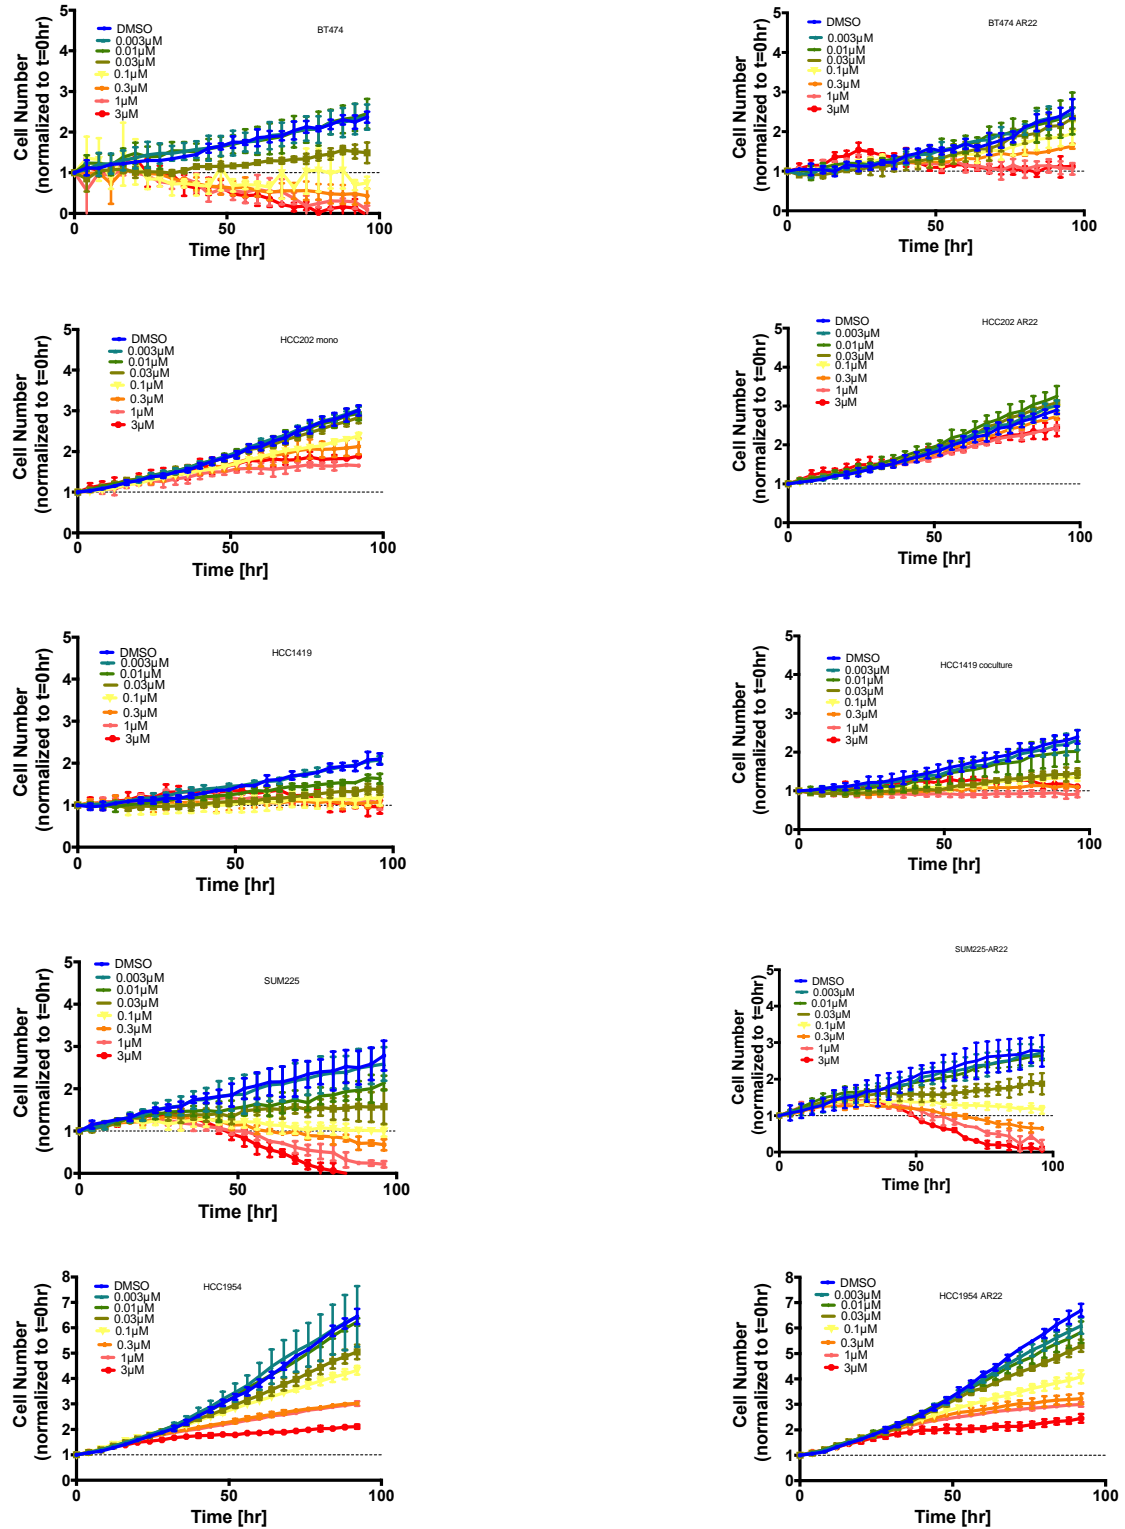 BT474
DMSO
0.003µM
0.01µM
0.03µM
0.1µM
0.3µM
1µM
3µM
Cell Number
(normalized to t=0hr)
5
4
3
2
1
0
0
50
100
Time [hr]
BT474 AR22
DMSO
0.003µM
0.01µM
0.03µM
0.1µM
0.3µM
1µM
3µM
Cell Number
(normalized to t=0hr)
5
4
3
2
1
0
0
50
100
Time [hr]
HCC202 mono
DMSO
0.003µM
0.01µM
0.03µM
0.1µM
0.3µM
1µM
3µM
Cell Number
(normalized to t=0hr)
5
4
3
2
1
0
0
50
100
Time [hr]
HCC202 AR22
DMSO
0.003µM
0.01µM
0.03µM
0.1µM
0.3µM
1µM
3µM
Cell Number
(normalized to t=0hr)
5
4
3
2
1
0
0
50
100
Time [hr]
HCC1419
DMSO
0.003µM
0.01µM
0.03µM
0.1µM
0.3µM
1µM
3µM
Cell Number
(normalized to t=0hr)
5
4
3
2
1
0
0
50
100
Time [hr]
HCC1419 coculture
DMSO
0.003µM
0.01µM
0.03µM
0.1µM
0.3µM
1µM
3µM
Cell Number
(normalized to t=0hr)
5
4
3
2
1
0
0
50
100
Time [hr]
SUM225
DMSO
0.003µM
0.01µM
0.03µM
0.1µM
0.3µM
1µM
3µM
Cell Number
(normalized to t=0hr)
5
4
3
2
1
0
0
50
100
Time [hr]
SUM225-AR22
DMSO
0.003µM
0.01µM
0.03µM
0.1µM
0.3µM
1µM
3µM
Cell Number
(normalized to t=0hr)
5
4
3
2
1
0
0
50
100
Time [hr]
HCC1954
DMSO
0.003µM
0.01µM
0.03µM
0.1µM
0.3µM
1µM
3µM
Cell Number
(normalized to t=0hr)
8
7
6
5
4
3
2
1
0
0
50
100
Time [hr]
HCC1954 AR22
DMSO
0.003µM
0.01µM
0.03µM
0.1µM
0.3µM
1µM
3µM
Cell Number
(normalized to t=0hr)
8
7
6
5
4
3
2
1
0
0
50
100
Time [hr]